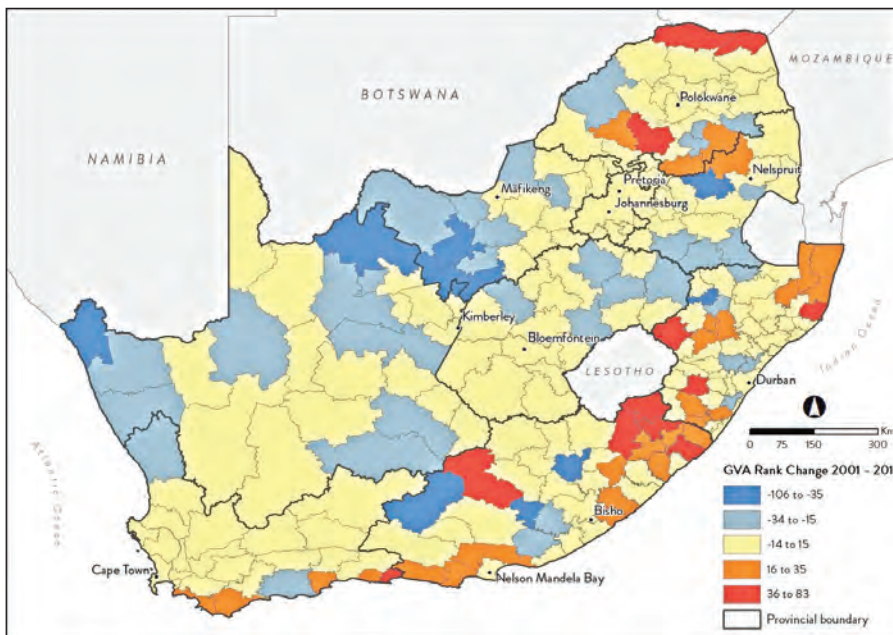 MOZAMBIQUE
BOTSWANA
Polokwane
NAMIBIA
Nelspruit
Mafikeng
Pretoria
Johannesburg
Kimberley
Bloemfontein
LESOTHO
Indian Ocean
Durban
Km
0 75 150 300
Atlantic Ocean
GVA Rank Change 2001 – 201
-106 to -35
-34 to -15
Bisho
-14 to 15
Cape Town
Nelson Mandela Bay
16 to 35
36 to 83
Provincial boundary